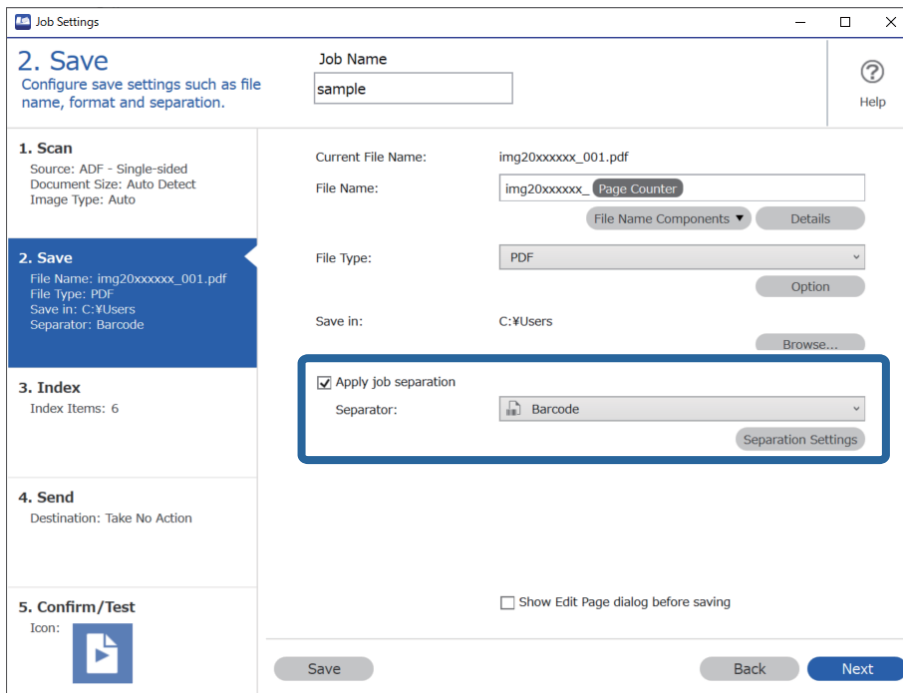 Job Settings
2. Save
Configure save settings such as file
name, format and separation.
Job Name
sample
Help
1. Scan
Source: ADF - Single-sided
Document Size: Auto Detect
Image Type: Auto
2. Save
File Name: img20xxxxxx_001.pdf
File Type: PDF
Save in: C:¥Users
Separator: Barcode
3. Index
Index Items: 6
4. Send
Destination: Take No Action
5. Confirm/Test
Icon:
Current File Name: img20xxxxxx_001.pdf
File Name: img20xxxxxx_ Page Counter
File Name Components ▼ Details
File Type: PDF
Option
Save in: C:¥Users
Browse...
Apply job separation
Separator: Barcode
Separation Settings
Show Edit Page dialog before saving
Save Back Next